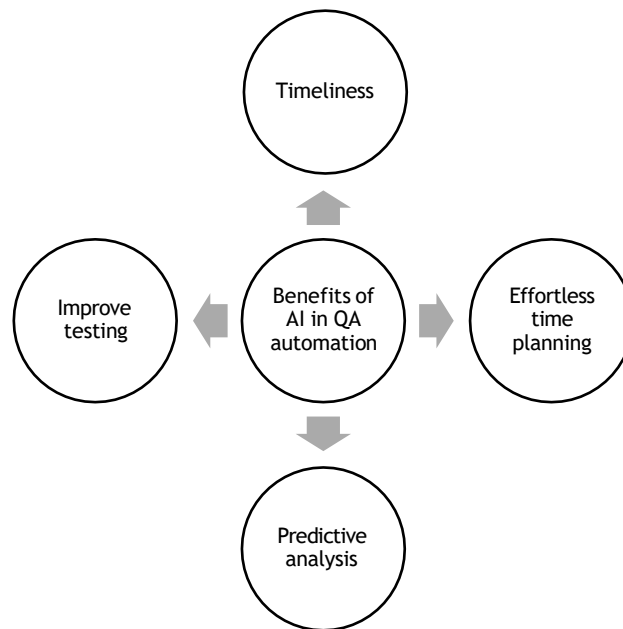 Timeliness
Improve
testing
Benefits of
AI in QA
automation
Effortless
time
planning
Predictive
analysis